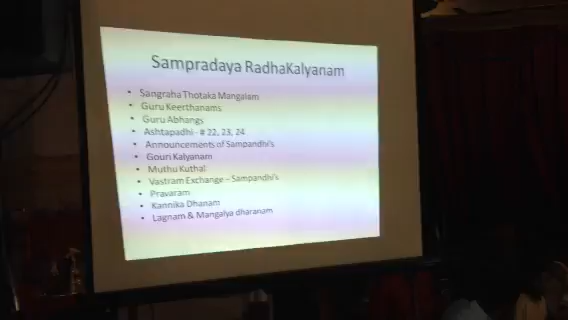 Sampradaya RadhaKalyanam
• Sangraha Thotaka Mangalam
• Guru Keerthanams
• Guru Abhangs
• Ashtapadhi - # 22, 23, 24
• Announcements of Sampandhi's
• Gouri Kalyanam
• Muthu Kuthal
• Vastram Exchange – Sampandhi's
• Pravaram
• Kannika Dhanam
• Lagnam & Mangalya dharanam